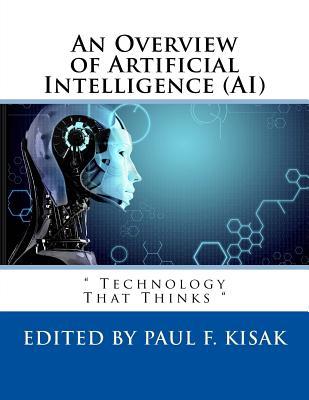 An Overview
of Artificial
Intelligence (AI)
“ Technology
That Thinks “
EDITED BY PAUL F. KISAK